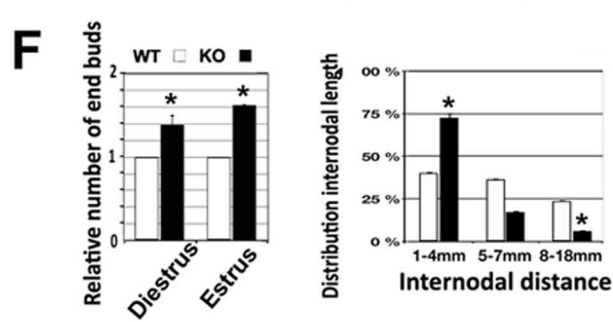 F
WT KO
Relative number of end buds
2
1
0
*
*
Diestrus
Estrus
Distribution internodal length
00 %
75 %
50 %
25 %
0 %
*
*
1-4mm 5-7mm 8-18mm
Internodal distance